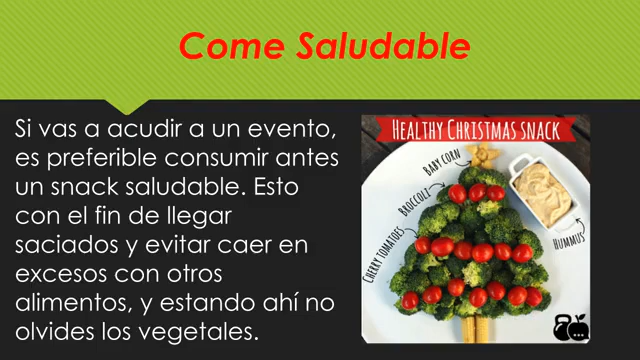 Come Saludable
Si vas a acudir a un evento,
es preferible consumir antes
un snack saludable. Esto
con el fin de llegar
saciados y evitar caer en
excesos con otros
alimentos, y estando ahí no
olvides los vegetales.
HEALTHY CHRISTMAS SNACK
BABY CORN
BROCCOLI
CHERRY TOMATOES
HUMMUS